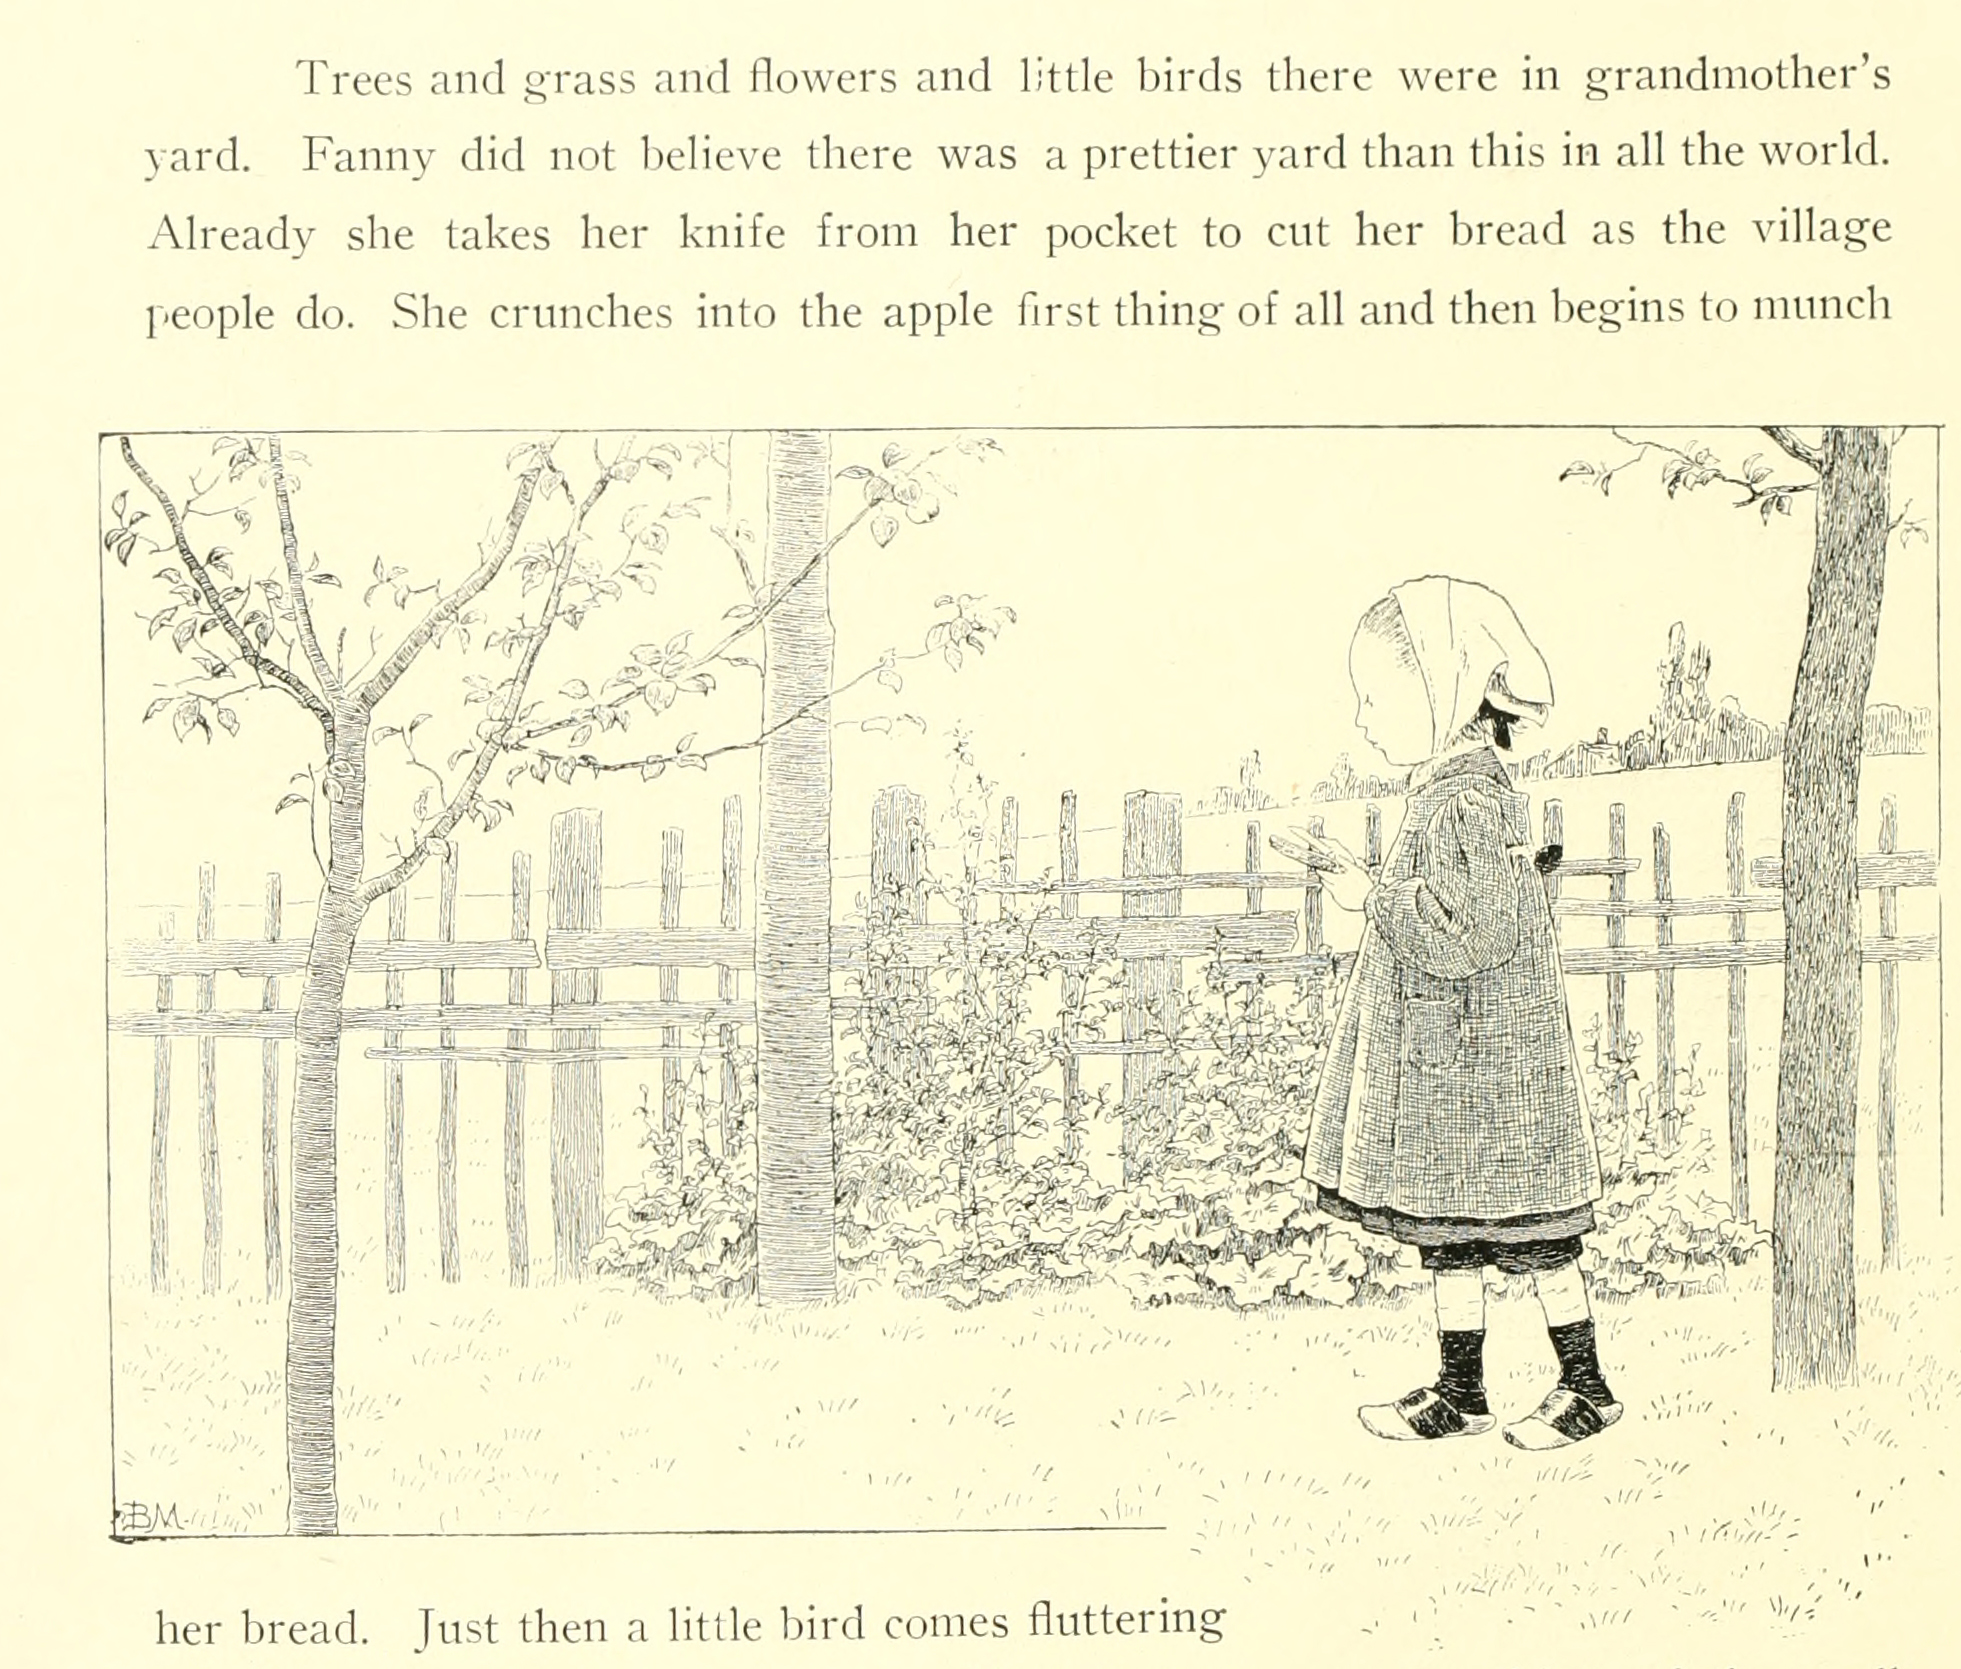 Trees and grass and flowers and little birds there were in grandmother's
yard. Fanny did not believe there was a prettier yard than this in all the world.
Already she takes her knife from her pocket to cut her bread as the village
people do. She crunches into the apple first thing of all and then begins to munch
BM
her bread. Just then a little bird comes fluttering